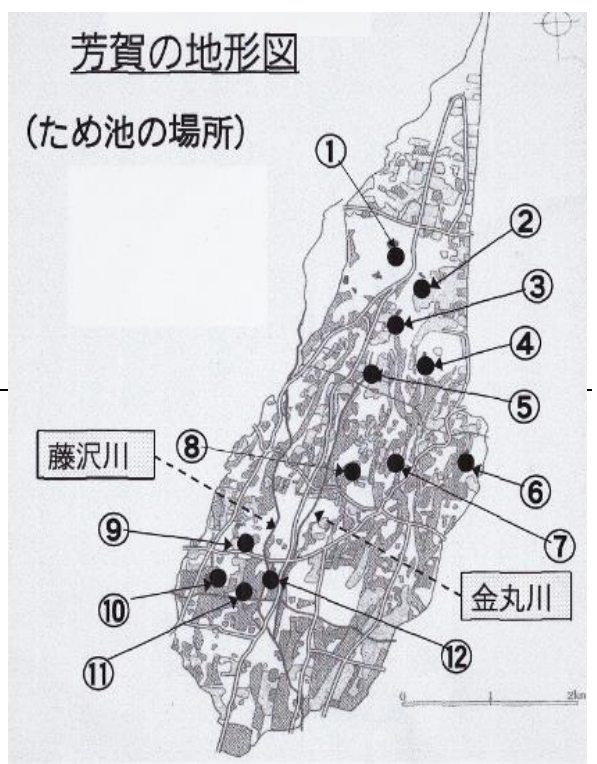 芳賀の地形図
（ため池の場所）
①
②
③
④
⑤
⑧
藤沢川
⑥
⑨
⑦
金丸川
⑩
⑫
⑪
0 1 2km